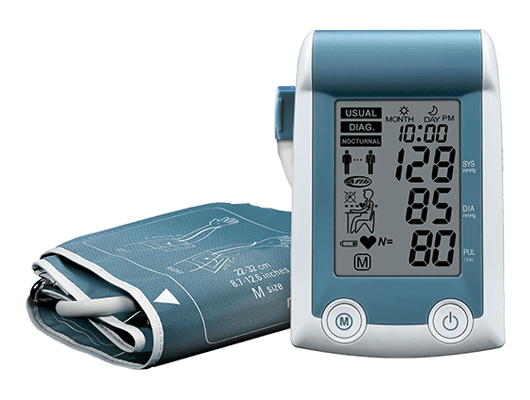 USUAL
DIAG.
NOCTURNAL
MONTH DAY PM
10:00
128 SYS mmHg
85 DIA mmHg
Afib
N= 80 PUL /min
M
M
22-32 cm
8.7-12.6 inches
M size